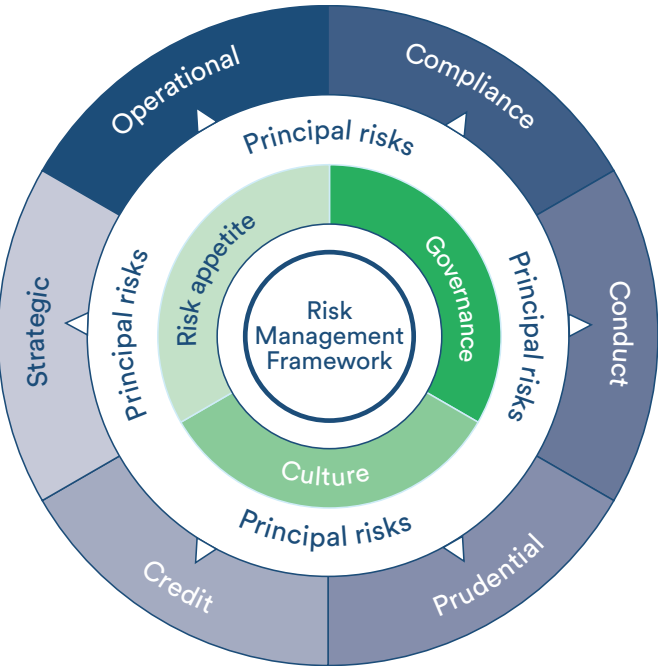 Operational
Compliance
Principal risks
Risk appetite
Governance
Strategic
Principal risks
Risk
Management
Framework
Principal risks
Conduct
Culture
Principal risks
Credit
Prudential